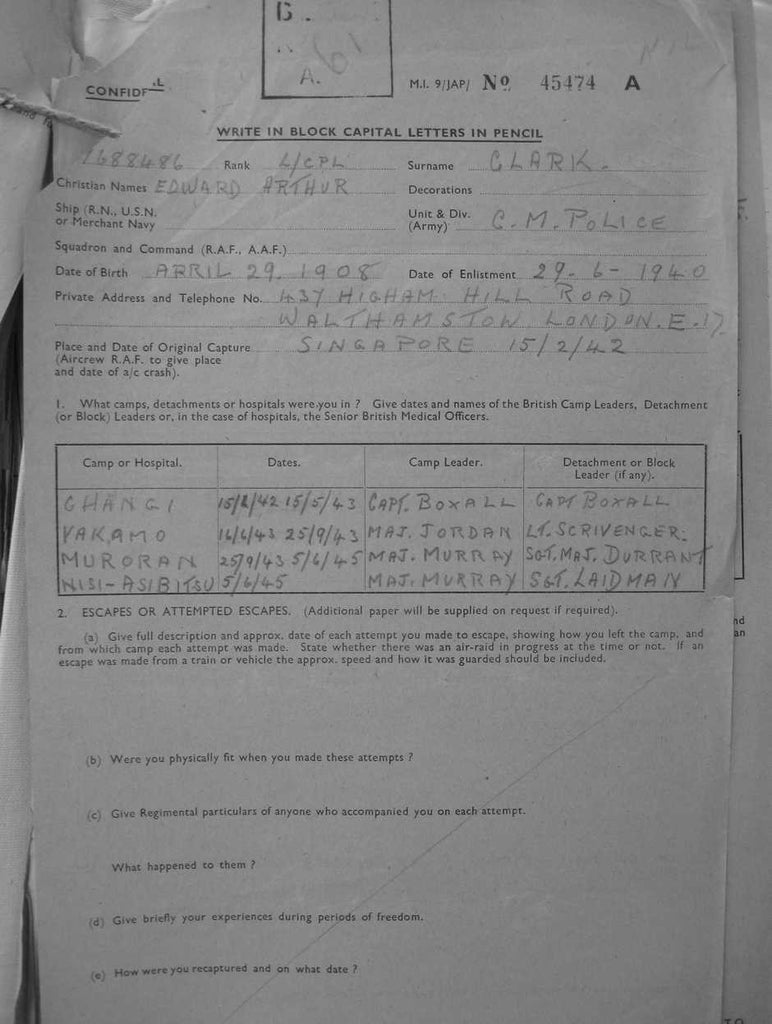 B.
A.
CONFIDF L
M.I. 9/JAP/ No. 45474 A
WRITE IN BLOCK CAPITAL LETTERS IN PENCIL
1688486 Rank L/CPL Surname CLARK.
Christian Names EDWARD ARTHUR Decorations
Ship (R.N., U.S.N. or Merchant Navy
Unit & Div. (Army) C. M. POLICE
Squadron and Command (R.A.F., A.A.F.)
Date of Birth APRIL 29. 1908 Date of Enlistment 29-6-1940
Private Address and Telephone No. 437 HIGHAM HILL ROAD
WALTHAMSTOW LONDON. E.17
Place and Date of Original Capture SINGAPORE 15/2/42
(Aircrew R.A.F. to give place
and date of a/c crash).
1. What camps, detachments or hospitals were you in ? Give dates and names of the British Camp Leaders, Detachment
(or Block) Leaders or, in the case of hospitals, the Senior British Medical Officers.
Camp or Hospital. Dates. Camp Leader. Detachment or Block Leader (if any).
CHANGI 15/2/42 15/5/43 CAPT. BOXALL CAPT BOXALL
YAKAMO 16/6/43 25/9/43 MAJ. JORDAN LT. SCRIVENGER.
MURORAN 25/9/43 5/6/45 MAJ. MURRAY SGT. MAJ. DURRANT
NISI-ASIBITSU 5/6/45 MAJ. MURRAY SGT. LAIDMAN
2. ESCAPES OR ATTEMPTED ESCAPES. (Additional paper will be supplied on request if required).
(a) Give full description and approx. date of each attempt you made to escape, showing how you left the camp, and
from which camp each attempt was made. State whether there was an air-raid in progress at the time or not. If an
escape was made from a train or vehicle the approx. speed and how it was guarded should be included.
(b) Were you physically fit when you made these attempts ?
(c) Give Regimental particulars of anyone who accompanied you on each attempt.
What happened to them ?
(d) Give briefly your experiences during periods of freedom.
(e) How were you recaptured and on what date ?